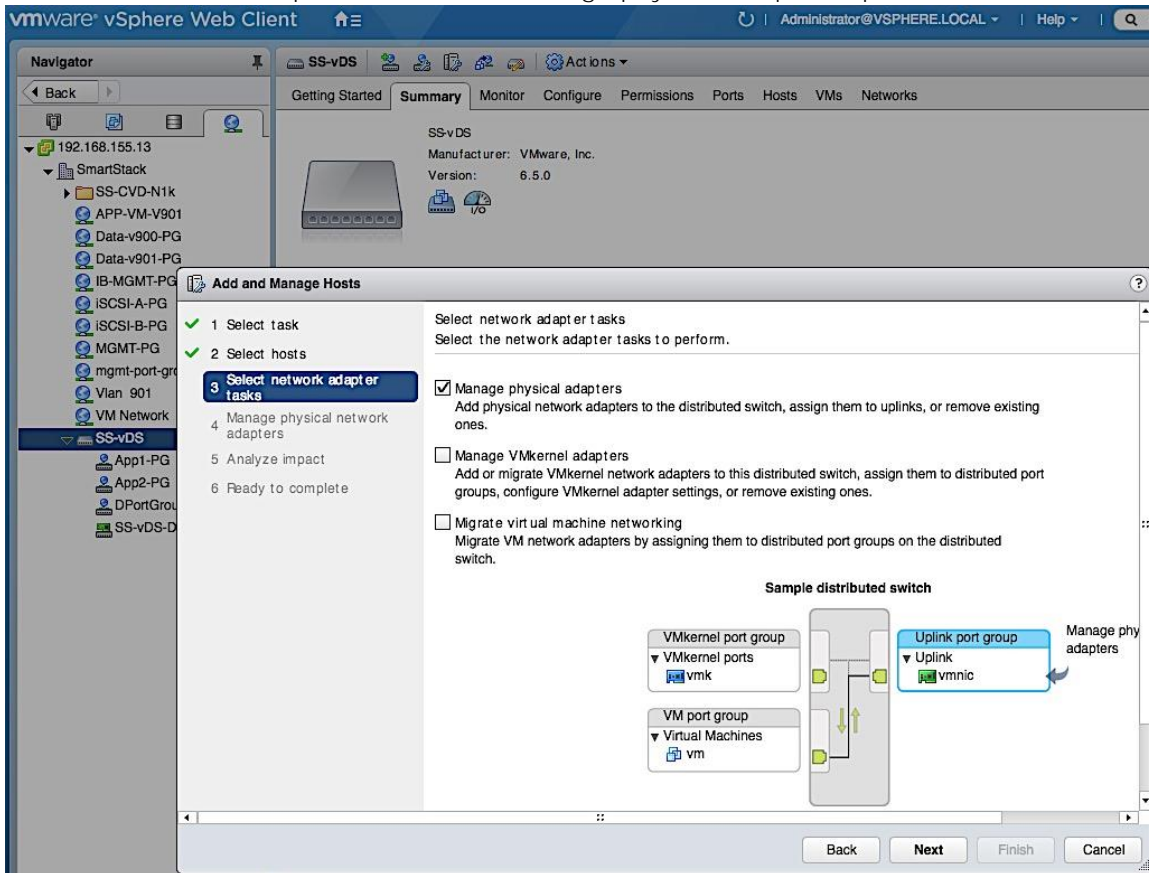 vmware® vSphere Web Client
Administrator@VSPHERE.LOCAL
Help
Navigator
SS-vDS
Actions
Back
Getting Started Summary Monitor Configure Permissions Ports Hosts VMs Networks
SS-vDS
Manufacturer: VMware, Inc.
Version: 6.5.0
I/O
192.168.155.13
SmartStack
SS-CVD-N1k
APP-VM-V901
Data-v900-PG
Data-v901-PG
IB-MGMT-PG
iSCSI-A-PG
iSCSI-B-PG
MGMT-PG
mgmt-port-gro
Vlan 901
VM Network
SS-vDS
App1-PG
App2-PG
DPortGrou
SS-vDS-D
Add and Manage Hosts
?
1 Select task
2 Select hosts
3 Select network adapter
tasks
4 Manage physical network
adapters
5 Analyze impact
6 Ready to complete
Select network adapter tasks
Select the network adapter tasks to perform.
Manage physical adapters
Add physical network adapters to the distributed switch, assign them to uplinks, or remove existing
ones.
Manage VMkernel adapters
Add or migrate VMkernel network adapters to this distributed switch, assign them to distributed port
groups, configure VMkernel adapter settings, or remove existing ones.
Migrate virtual machine networking
Migrate VM network adapters by assigning them to distributed port groups on the distributed
switch.
Sample distributed switch
VMkernel port group
VMkernel ports
vmk
VM port group
Virtual Machines
vm
Uplink port group
Uplink
vmnic
Manage phy
adapters
Back Next Finish Cancel